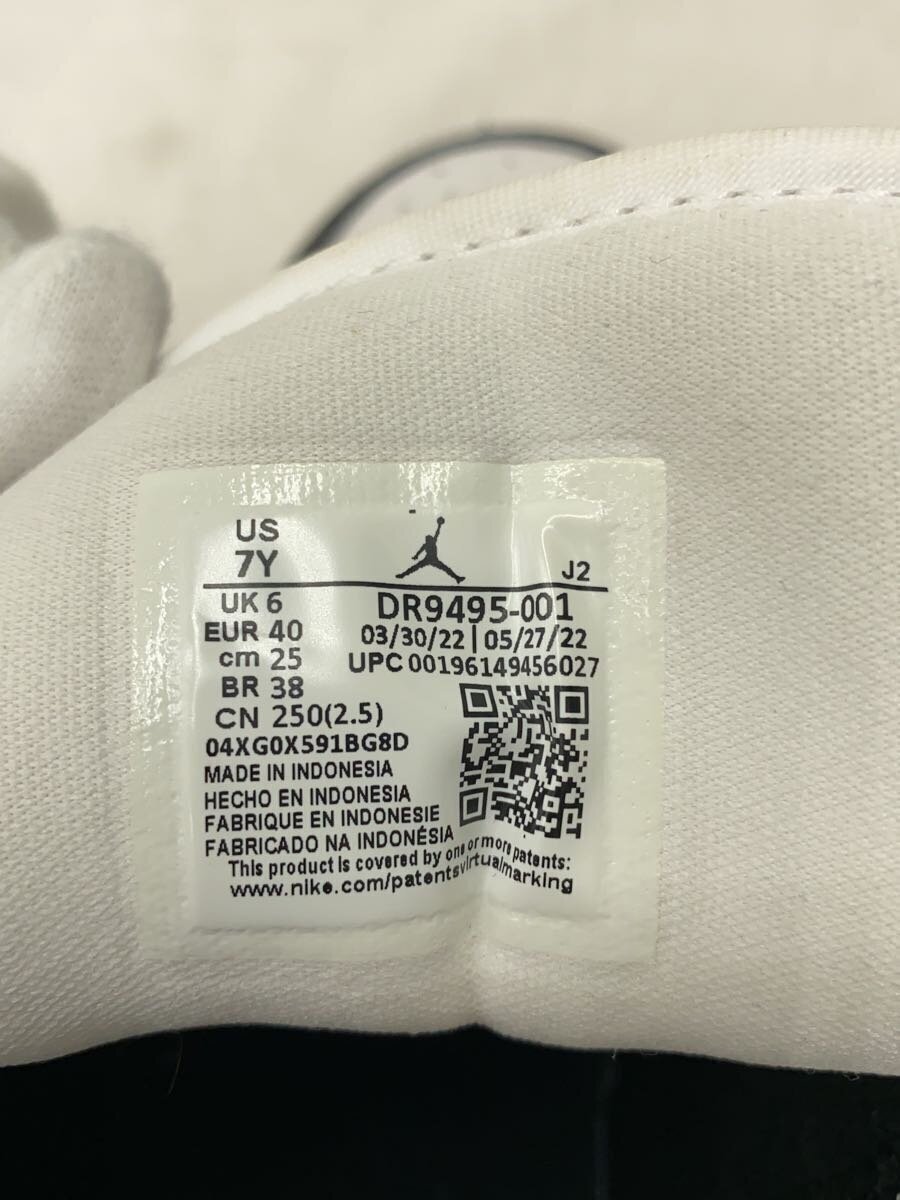 US
7Y
J2
UK 6
DR9495-001
EUR 40
03/30/22 | 05/27/22
cm 25
UPC 00196149456027
BR 38
CN 250(2.5)
04XG0X591BG8D
MADE IN INDONESIA
HECHO EN INDONESIA
FABRIQUE EN INDONESIE
FABRICADO NA INDONÉSIA
This product is covered by one or more patents:
www.nike.com/patentsvirtualmarking